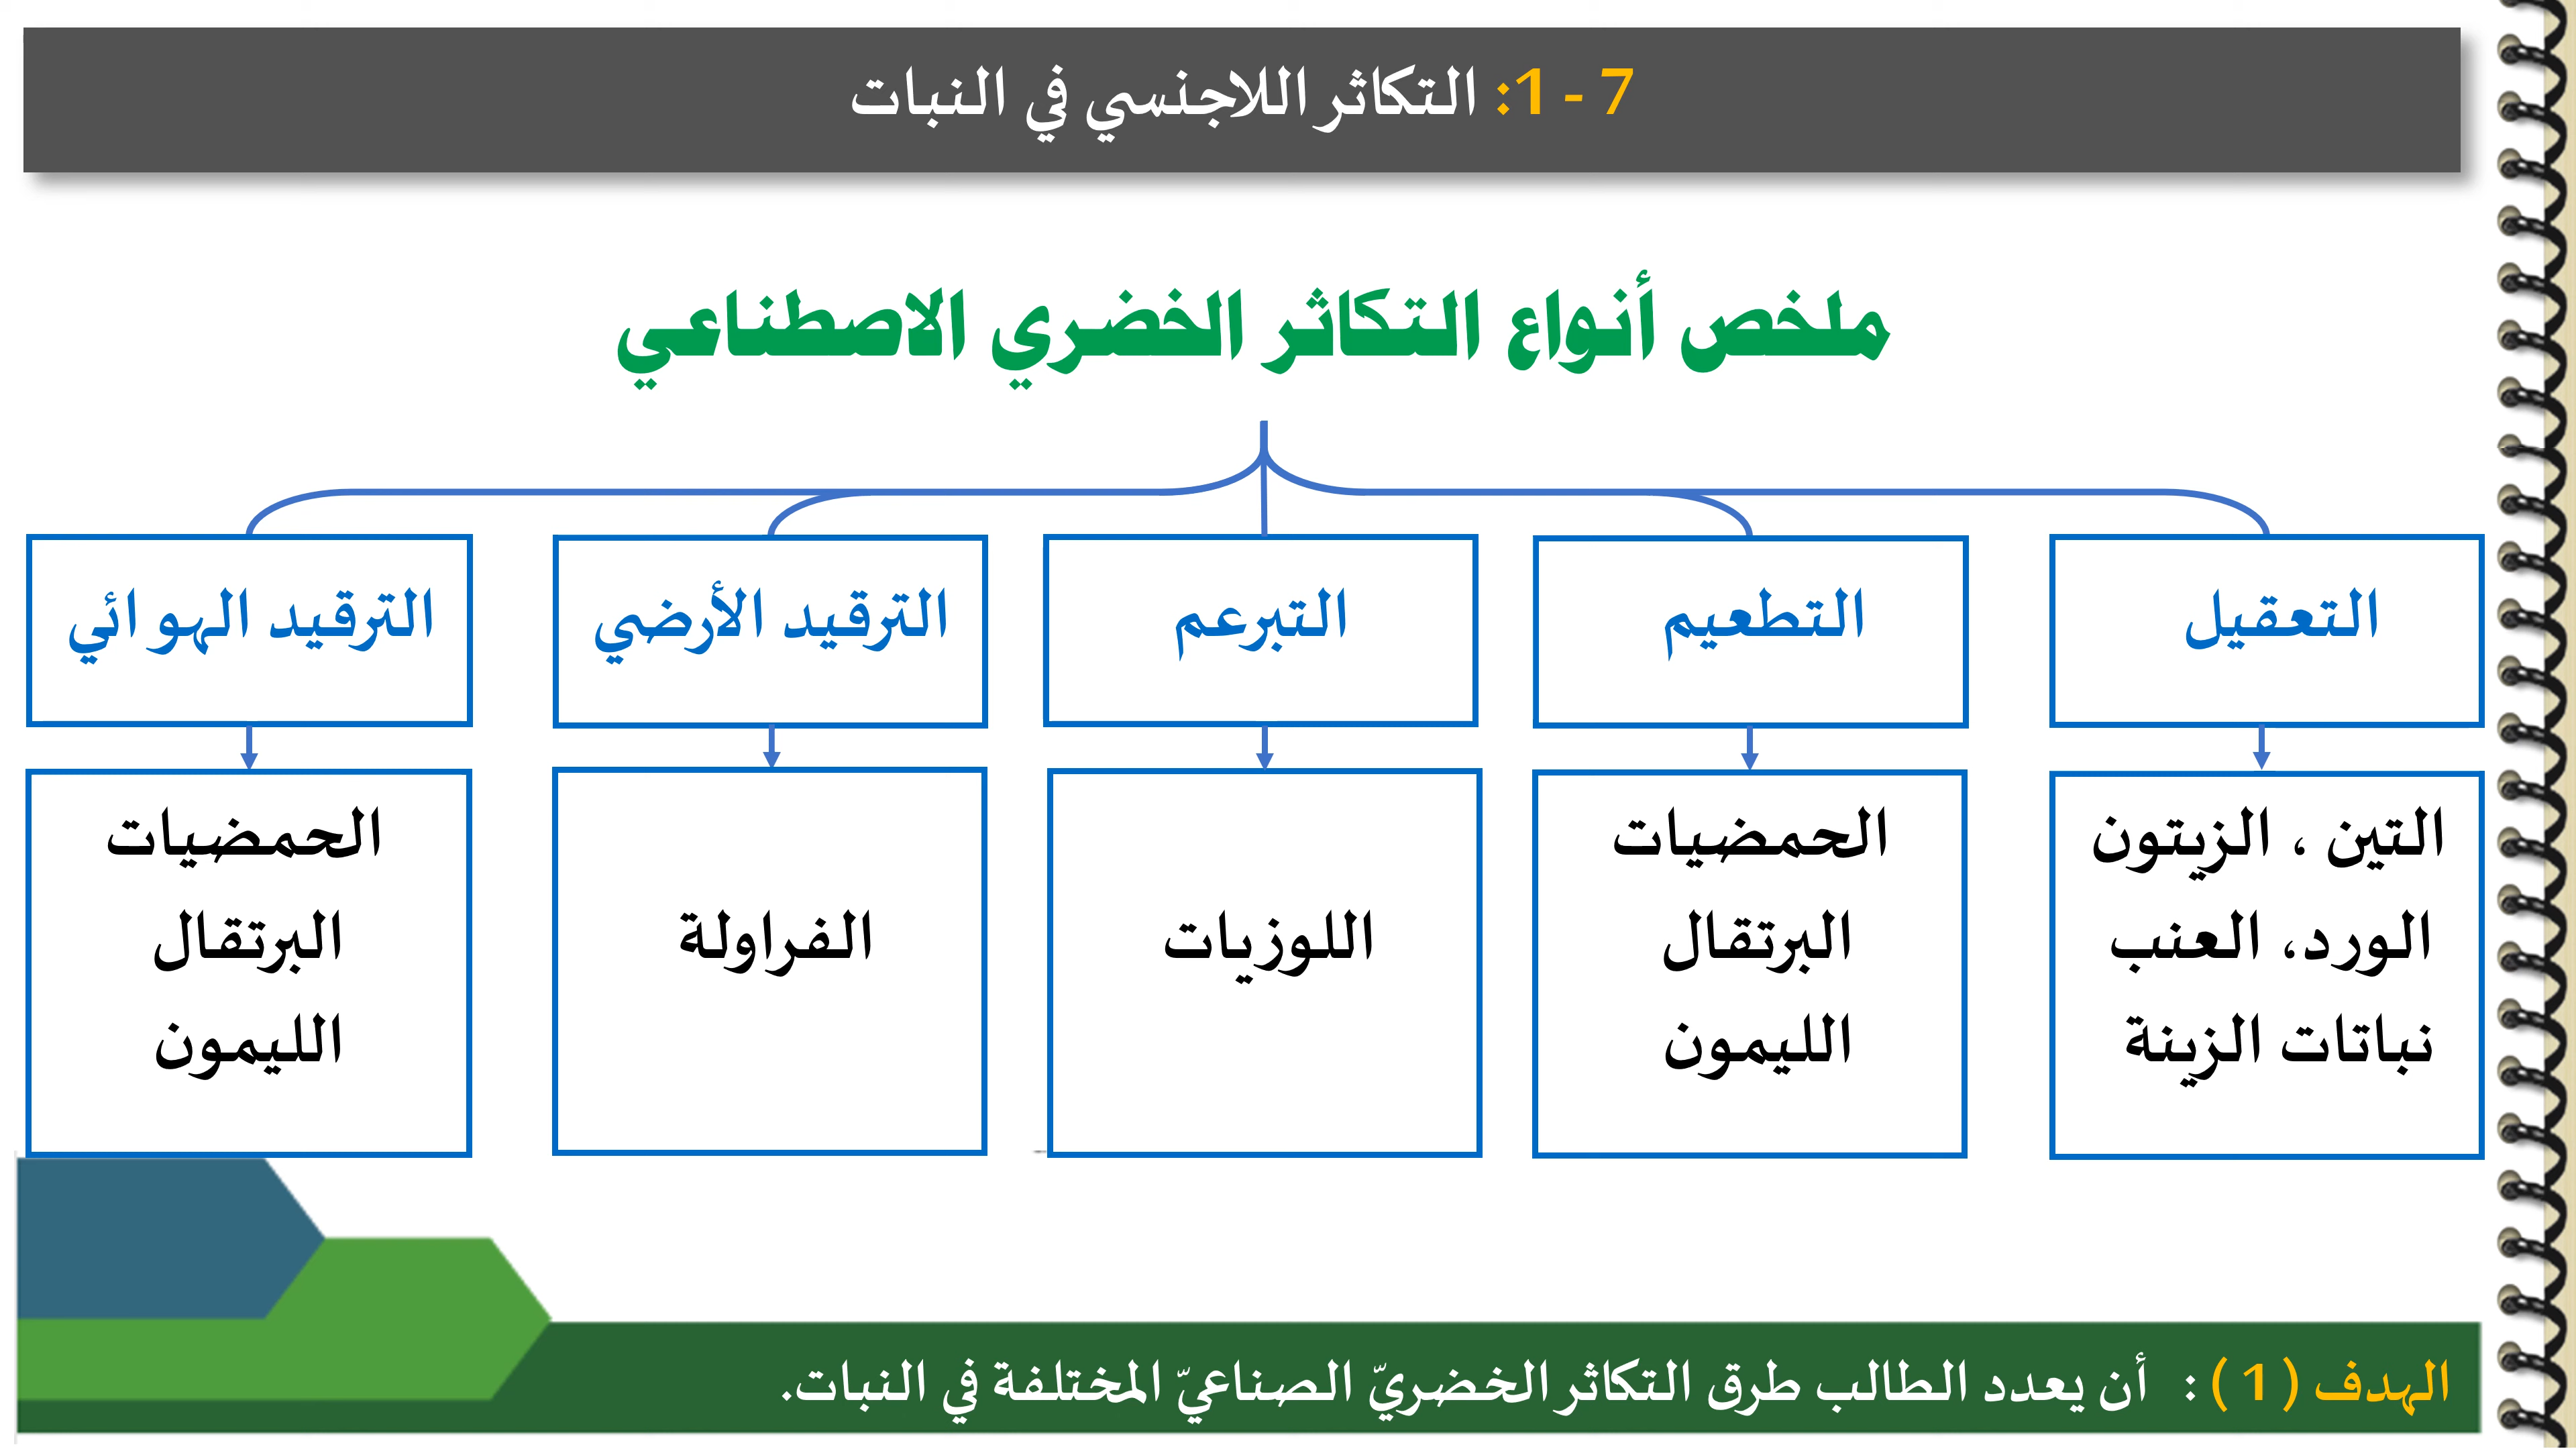 7 - 1: التكاثر اللاجنسي في النبات
ملخص أنواع التكاثر الخضري الاصطناعي
التعقيل
التطعيم
التبرعم
الترقيد الأرضي
الترقيد الهوائي
التين ، الزيتون
الورد، العنب
نباتات الزينة
الحمضيات
البرتقال
الليمون
اللوزيات
الفراولة
الحمضيات
البرتقال
الليمون
الهدف ( 1 ) : أن يعدد الطالب طرق التكاثر الخضريّ الصناعيّ المختلفة في النبات.